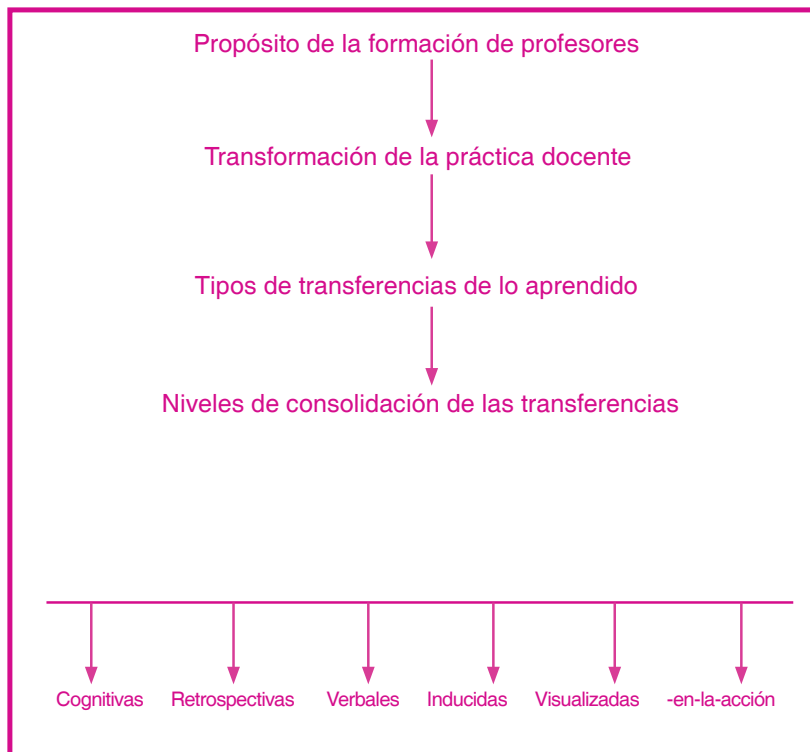 Propósito de la formación de profesores
Transformación de la práctica docente
Tipos de transferencias de lo aprendido
Niveles de consolidación de las transferencias
Cognitivas Retrospectivas Verbales Inducidas Visualizadas -en-la-acción